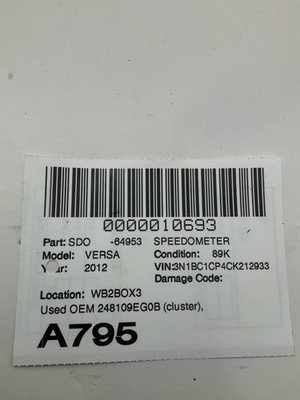 0000010693
Part: SDO -64953 SPEEDOMETER
Model: VERSA Condition: 89K
Year: 2012 VIN:3N1BC1CP4CK212933
Damage Code:
Location: WB2BOX3
Used OEM 248109EG0B (cluster),
A795